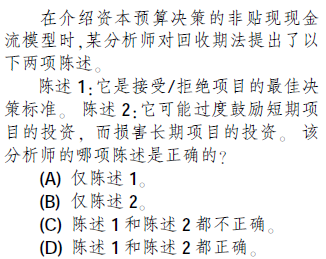 在介绍资本预算决策的非贴现现金
流模型时,某分析师对回收期法提出了以
下两项陈述。
陈述 1:它是接受/拒绝项目的最佳决
策标准。 陈述 2:它可能过度鼓励短期项
目的投资, 而损害长期项目的投资。 该
分析师的哪项陈述是正确的?
(A) 仅陈述 1。
(B) 仅陈述 2。
(C) 陈述 1 和陈述 2 都不正确。
(D) 陈述 1 和陈述 2 都正确。